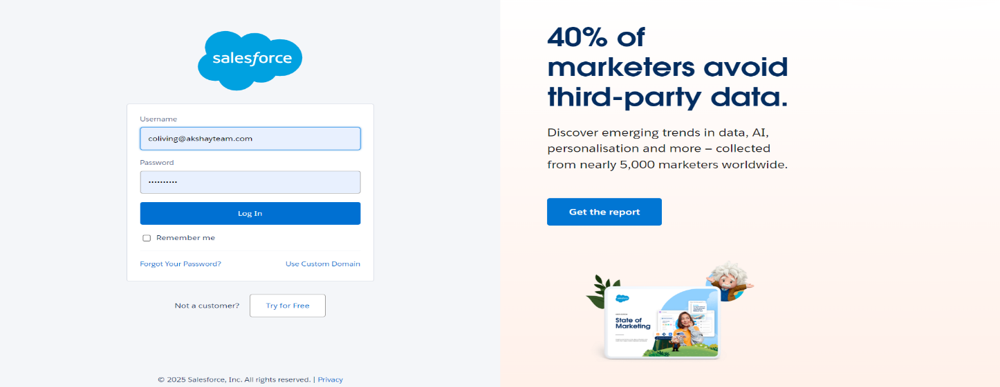 salesforce
Username
coliving@akshayteam.com
Password
••••••••••
Log In
Remember me
Forgot Your Password?
Use Custom Domain
Not a customer?
Try for Free
© 2025 Salesforce, Inc. All rights reserved. | Privacy
40% of
marketers avoid
third-party data.
Discover emerging trends in data, AI,
personalisation and more – collected
from nearly 5,000 marketers worldwide.
Get the report
salesforce
State of
Marketing